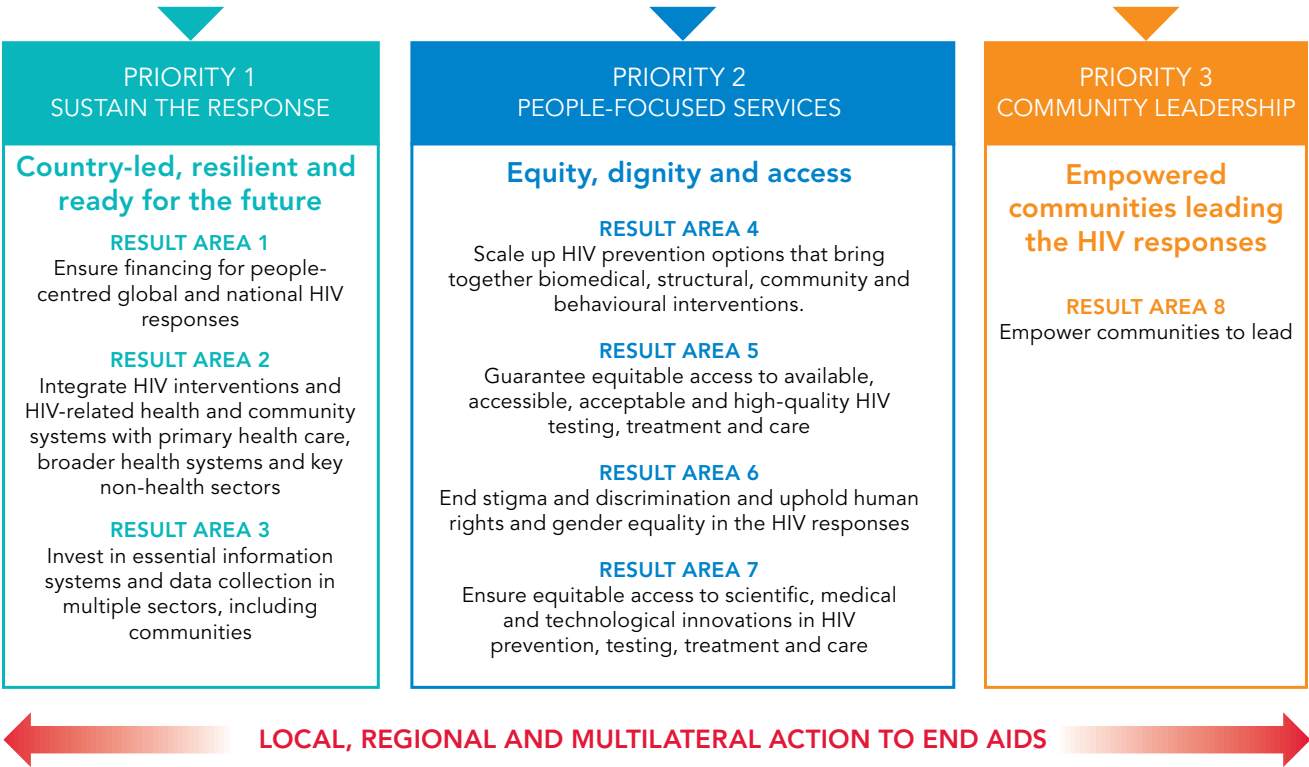 PRIORITY 1
SUSTAIN THE RESPONSE
Country-led, resilient and
ready for the future
RESULT AREA 1
Ensure financing for people-
centred global and national HIV
responses
RESULT AREA 2
Integrate HIV interventions and
HIV-related health and community
systems with primary health care,
broader health systems and key
non-health sectors
RESULT AREA 3
Invest in essential information
systems and data collection in
multiple sectors, including
communities
PRIORITY 2
PEOPLE-FOCUSED SERVICES
Equity, dignity and access
RESULT AREA 4
Scale up HIV prevention options that bring
together biomedical, structural, community and
behavioural interventions.
RESULT AREA 5
Guarantee equitable access to available,
accessible, acceptable and high-quality HIV
testing, treatment and care
RESULT AREA 6
End stigma and discrimination and uphold human
rights and gender equality in the HIV responses
RESULT AREA 7
Ensure equitable access to scientific, medical
and technological innovations in HIV
prevention, testing, treatment and care
PRIORITY 3
COMMUNITY LEADERSHIP
Empowered
communities leading
the HIV responses
RESULT AREA 8
Empower communities to lead
LOCAL, REGIONAL AND MULTILATERAL ACTION TO END AIDS